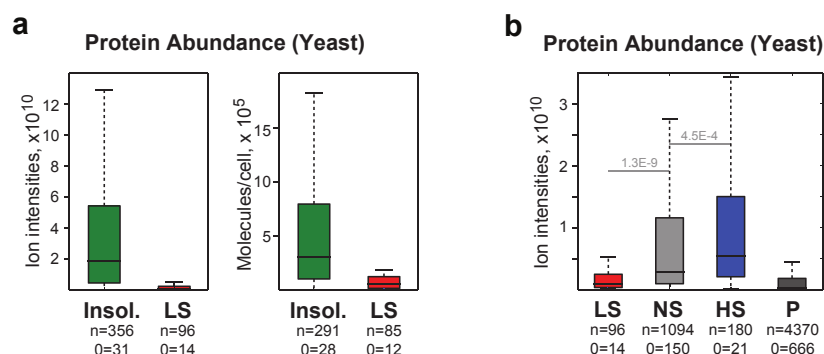 a
Protein Abundance (Yeast)
Ion intensities, x10^10
12
10
8
6
4
2
Insol. LS
n=356 n=96
0=31 0=14
Molecules/cell, x 10^5
15
10
5
Insol. LS
n=291 n=85
0=28 0=12
b
Protein Abundance (Yeast)
Ion intensities, x10^10
3
2
1
1.3E-9
4.5E-4
LS NS HS P
n=96 n=1094 n=180 n=4370
0=14 0=150 0=21 0=666